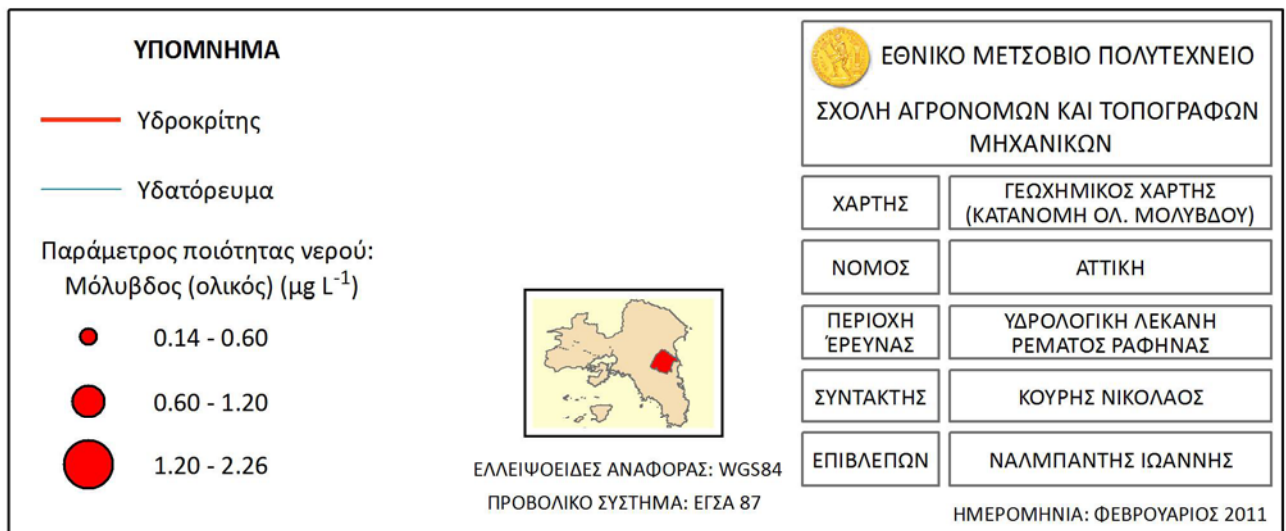 ΥΠΟΜΝΗΜΑ
Υδροκρίτης
Υδατόρευμα
Παράμετρος ποιότητας νερού:
Μόλυβδος (ολικός) (μg L⁻¹)
0.14 - 0.60
0.60 - 1.20
1.20 - 2.26
ΕΛΛΕΙΨΟΕΙΔΕΣ ΑΝΑΦΟΡΑΣ: WGS84
ΠΡΟΒΟΛΙΚΟ ΣΥΣΤΗΜΑ: ΕΓΣΑ 87
ΕΘΝΙΚΟ ΜΕΤΣΟΒΙΟ ΠΟΛΥΤΕΧΝΕΙΟ
ΣΧΟΛΗ ΑΓΡΟΝΟΜΩΝ ΚΑΙ ΤΟΠΟΓΡΑΦΩΝ
ΜΗΧΑΝΙΚΩΝ
ΧΑΡΤΗΣ
ΓΕΩΧΗΜΙΚΟΣ ΧΑΡΤΗΣ
(ΚΑΤΑΝΟΜΗ ΟΛ. ΜΟΛΥΒΔΟΥ)
ΝΟΜΟΣ
ΑΤΤΙΚΗ
ΠΕΡΙΟΧΗ
ΈΡΕΥΝΑΣ
ΥΔΡΟΛΟΓΙΚΗ ΛΕΚΑΝΗ
ΡΕΜΑΤΟΣ ΡΑΦΗΝΑΣ
ΣΥΝΤΑΚΤΗΣ
ΚΟΥΡΗΣ ΝΙΚΟΛΑΟΣ
ΕΠΙΒΛΕΠΩΝ
ΝΑΛΜΠΑΝΤΗΣ ΙΩΑΝΝΗΣ
ΗΜΕΡΟΜΗΝΙΑ: ΦΕΒΡΟΥΑΡΙΟΣ 2011